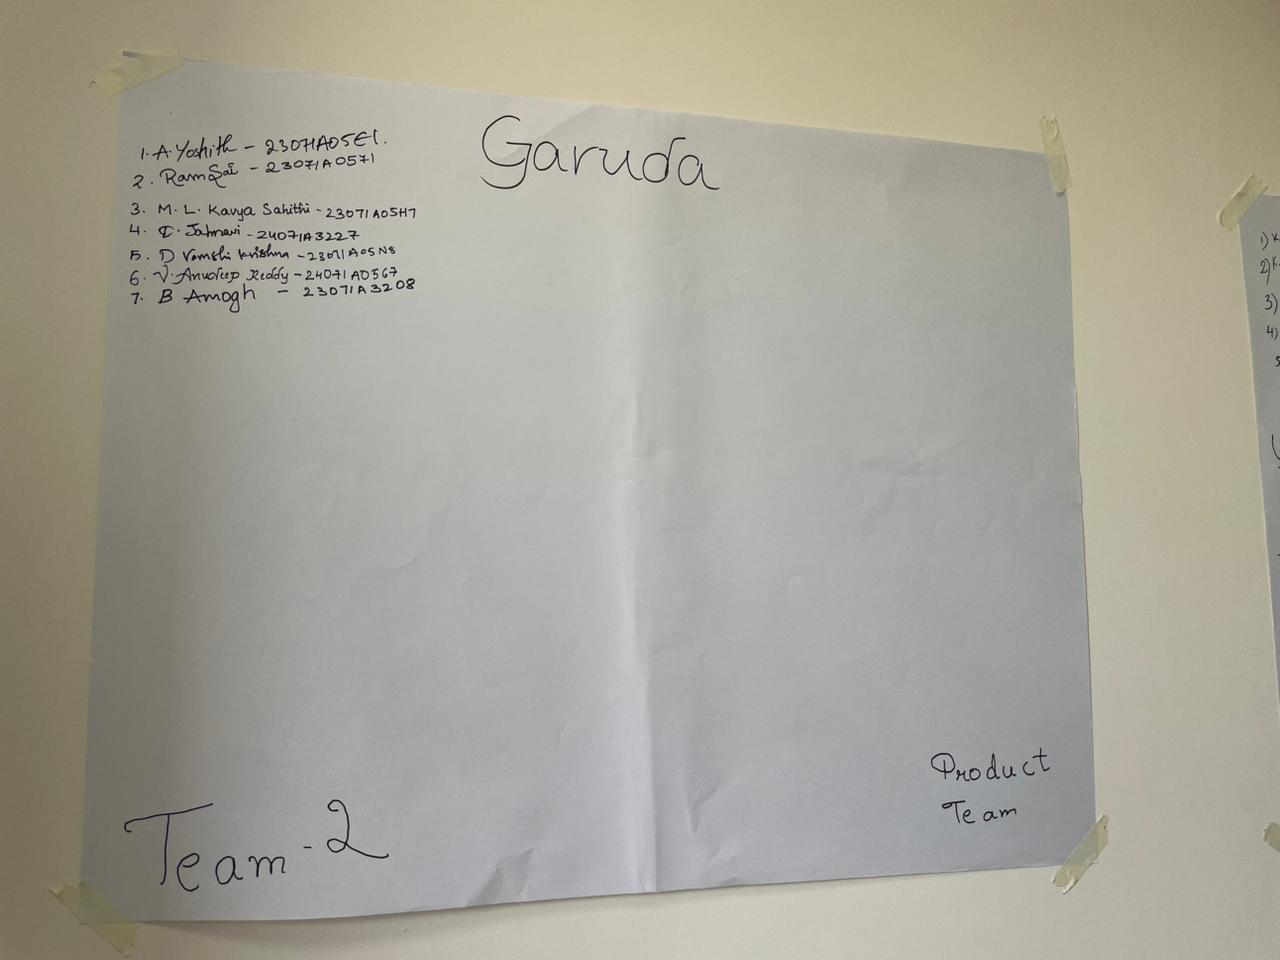 Garuda
1. A. Yoshith - 23071A05E1.
2. Ram Sai - 23071A0571
3. M. L. Kavya Sahithi - 23071A05H7
4. D. Jahnavi - 24071A3227
5. D Vamshi krishna - 23071A05N8
6. V. Anudeep Reddy - 24071A0567
7. B Amogh - 23071A3208
Team - 2
Product
Team
1) K
2) K.
3)
4)
5